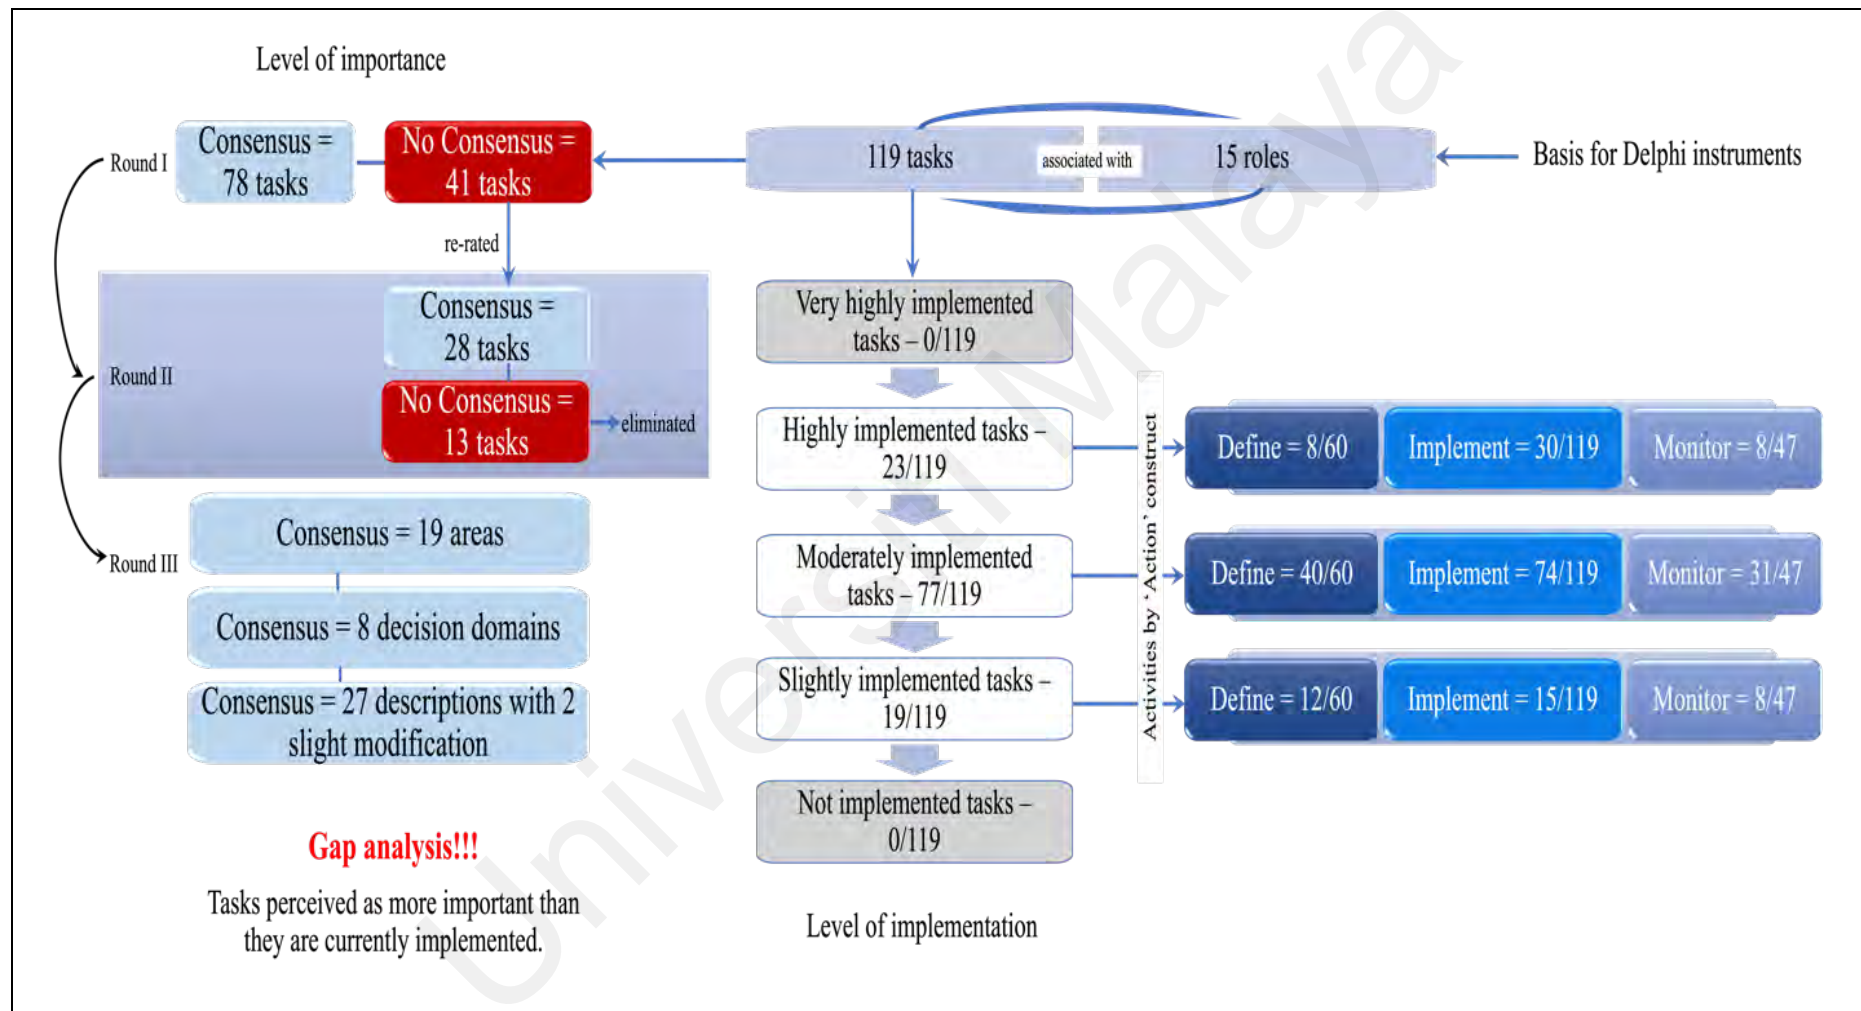 Level of importance
Round I
Consensus =
78 tasks
No Consensus =
41 tasks
119 tasks
associated with
15 roles
Basis for Delphi instruments
re-rated
Round II
Consensus =
28 tasks
No Consensus =
13 tasks
eliminated
Round III
Consensus = 19 areas
Consensus = 8 decision domains
Consensus = 27 descriptions with 2
slight modification
Gap analysis!!!
Tasks perceived as more important than
they are currently implemented.
Very highly implemented
tasks – 0/119
Highly implemented tasks –
23/119
Moderately implemented
tasks – 77/119
Slightly implemented tasks –
19/119
Not implemented tasks –
0/119
Level of implementation
Activities by ‘Action’ construct
Define = 8/60
Implement = 30/119
Monitor = 8/47
Define = 40/60
Implement = 74/119
Monitor = 31/47
Define = 12/60
Implement = 15/119
Monitor = 8/47
Universiti Malaya